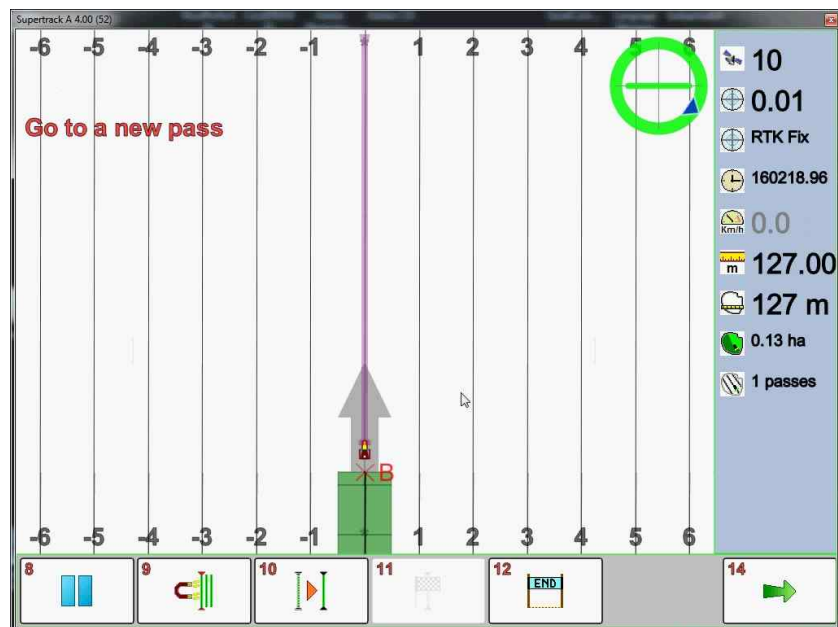 Supertrack A 4.00 (52)
-6 -5 -4 -3 -2 -1 1 2 3 4 5 6
Go to a new pass
10
0.01
RTK Fix
160218.96
Km/h 0.0
m 127.00
127 m
0.13 ha
1 passes
B
-6 -5 -4 -3 -2 -1 1 2 3 4 5 6
8 9 10 11 12 END 14